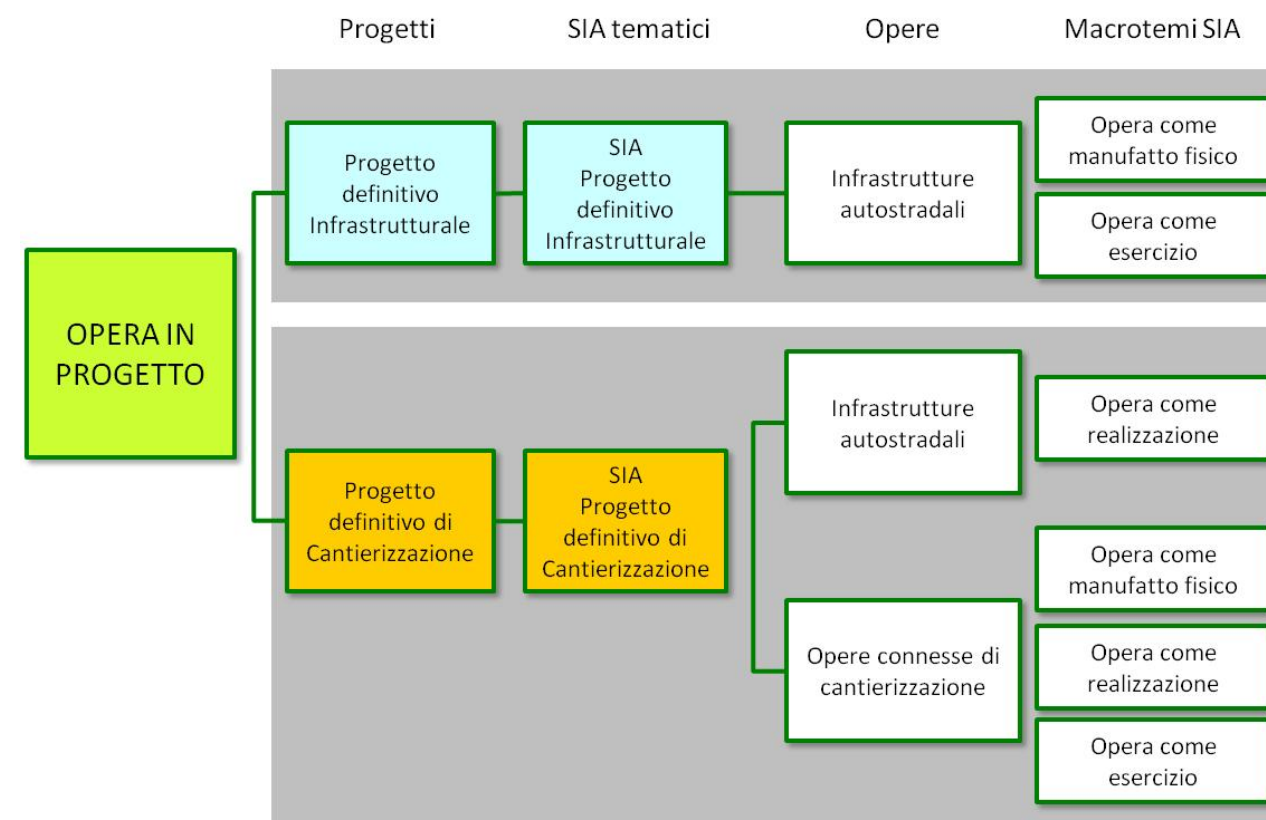 Progetti
SIA tematici
Opere
Macrotemi SIA
OPERA IN
PROGETTO
Progetto
definitivo
Infrastrutturale
SIA
Progetto
definitivo
Infrastrutturale
Infrastrutture
autostradali
Opera come
manufatto fisico
Opera come
esercizio
Progetto
definitivo di
Cantierizzazione
SIA
Progetto
definitivo di
Cantierizzazione
Infrastrutture
autostradali
Opera come
realizzazione
Opere connesse di
cantierizzazione
Opera come
manufatto fisico
Opera come
realizzazione
Opera come
esercizio